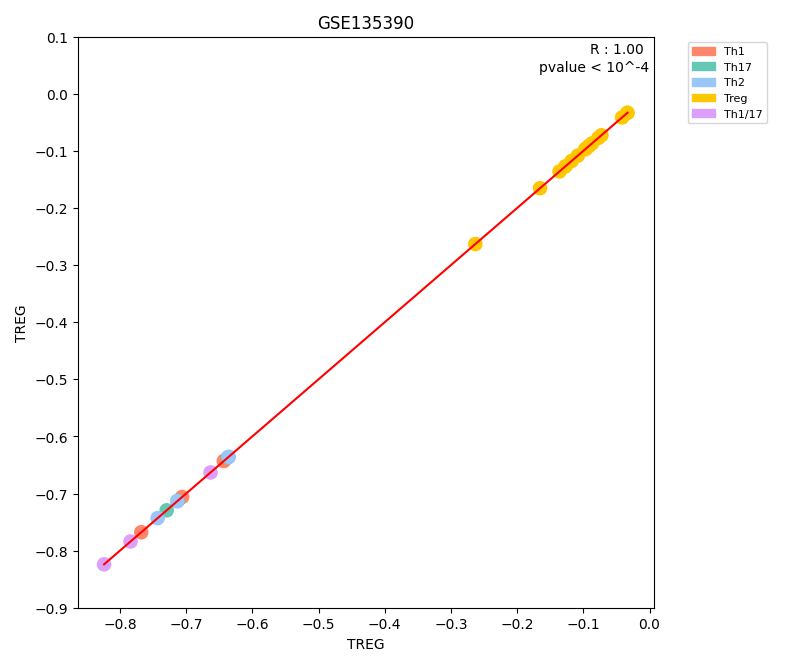 GSE135390
R : 1.00
pvalue < 10^-4
Th1
Th17
Th2
Treg
Th1/17
0.1
0.0
−0.1
−0.2
−0.3
−0.4
−0.5
−0.6
−0.7
−0.8
−0.9
TREG
−0.8 −0.7 −0.6 −0.5 −0.4 −0.3 −0.2 −0.1 0.0
TREG